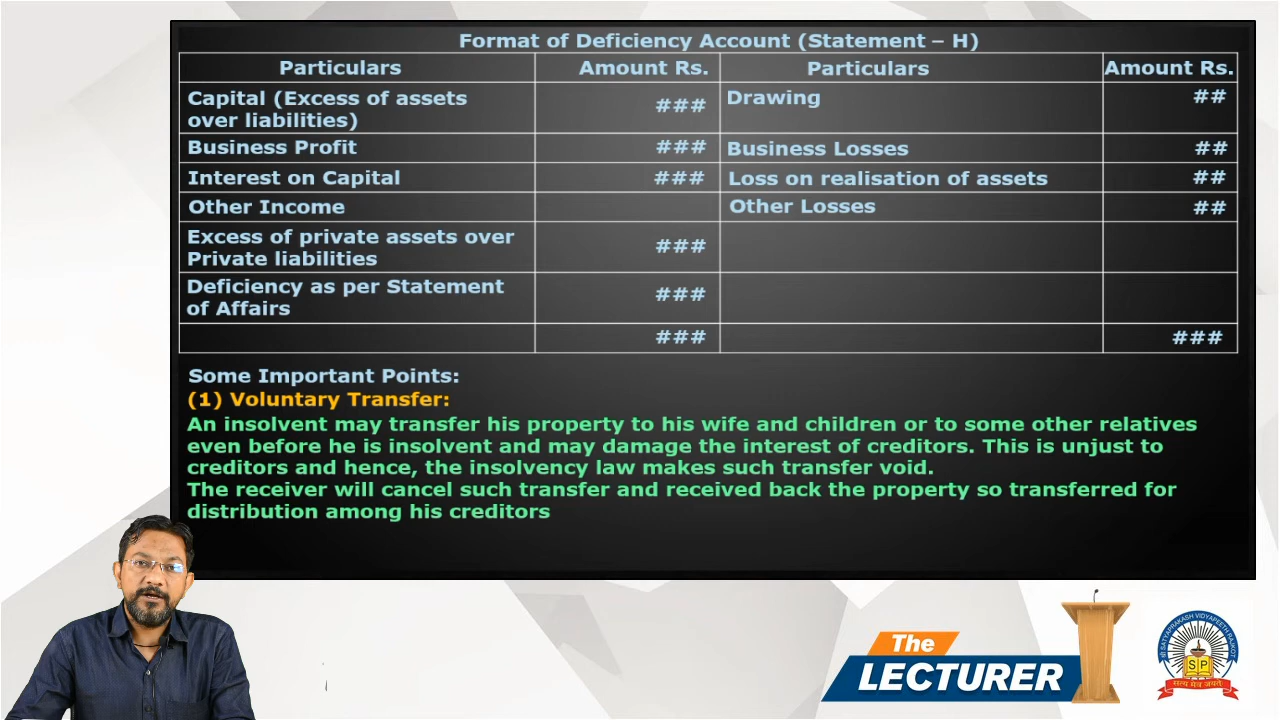 Format of Deficiency Account (Statement – H)
Particulars Amount Rs. Particulars Amount Rs.
Capital (Excess of assets
over liabilities) ### Drawing ##
Business Profit ### Business Losses ##
Interest on Capital ### Loss on realisation of assets ##
Other Income Other Losses ##
Excess of private assets over
Private liabilities ###
Deficiency as per Statement
of Affairs ###
### ###
Some Important Points:
(1) Voluntary Transfer:
An insolvent may transfer his property to his wife and children or to some other relatives
even before he is insolvent and may damage the interest of creditors. This is unjust to
creditors and hence, the insolvency law makes such transfer void.
The receiver will cancel such transfer and received back the property so transferred for
distribution among his creditors
The
LECTURER
SATYAPRAKASH VIDYAPEETH RAJKOT
S P
सत्य मेव जयते